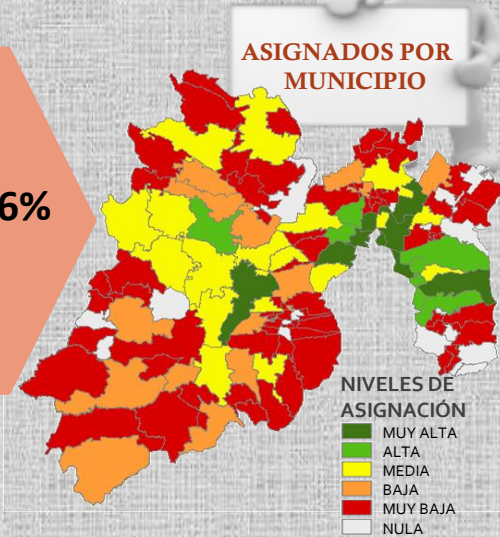 ASIGNADOS POR
MUNICIPIO
6%
NIVELES DE
ASIGNACIÓN
MUY ALTA
ALTA
MEDIA
BAJA
MUY BAJA
NULA